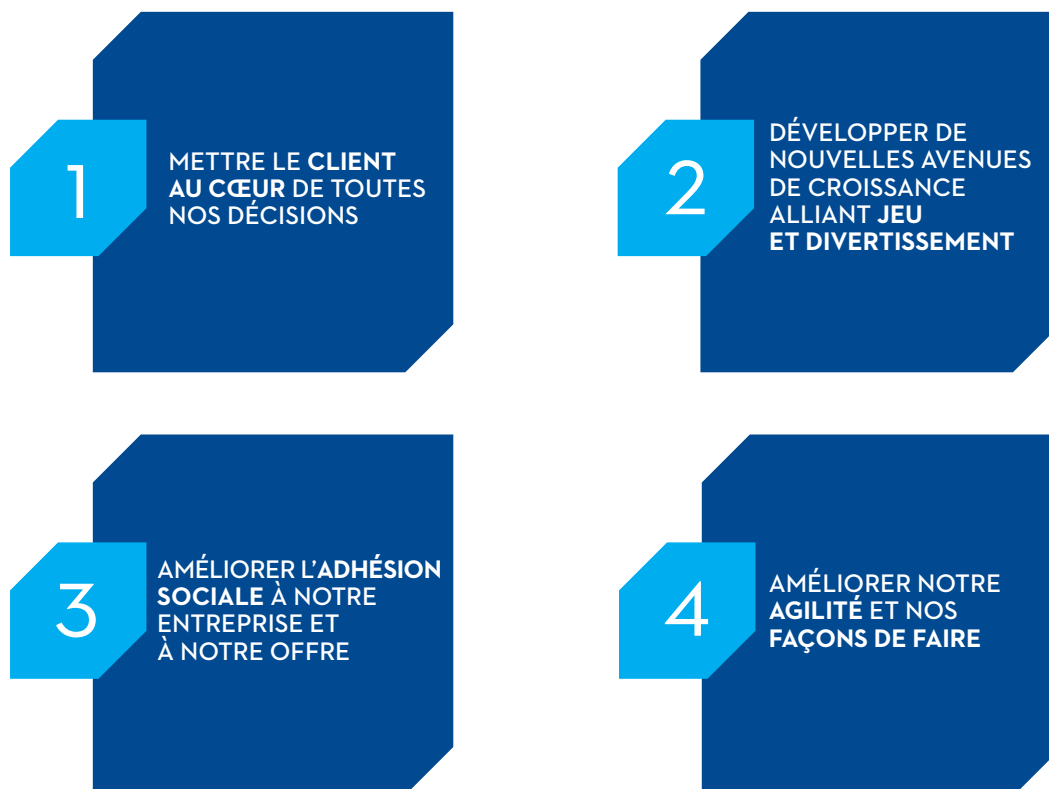 1
METTRE LE CLIENT
AU CŒUR DE TOUTES
NOS DÉCISIONS
2
DÉVELOPPER DE
NOUVELLES AVENUES
DE CROISSANCE
ALLIANT JEU
ET DIVERTISSEMENT
3
AMÉLIORER L’ADHÉSION
SOCIALE À NOTRE
ENTREPRISE ET
À NOTRE OFFRE
4
AMÉLIORER NOTRE
AGILITÉ ET NOS
FAÇONS DE FAIRE